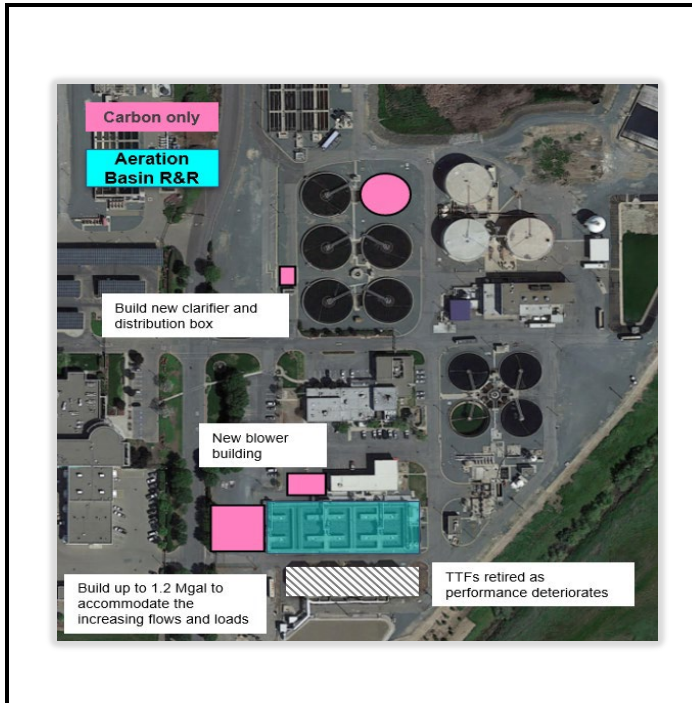 Carbon only
Aeration
Basin R&R
Build new clarifier and
distribution box
New blower
building
Build up to 1.2 Mgal to
accommodate the
increasing flows and loads
TTFs retired as
performance deteriorates